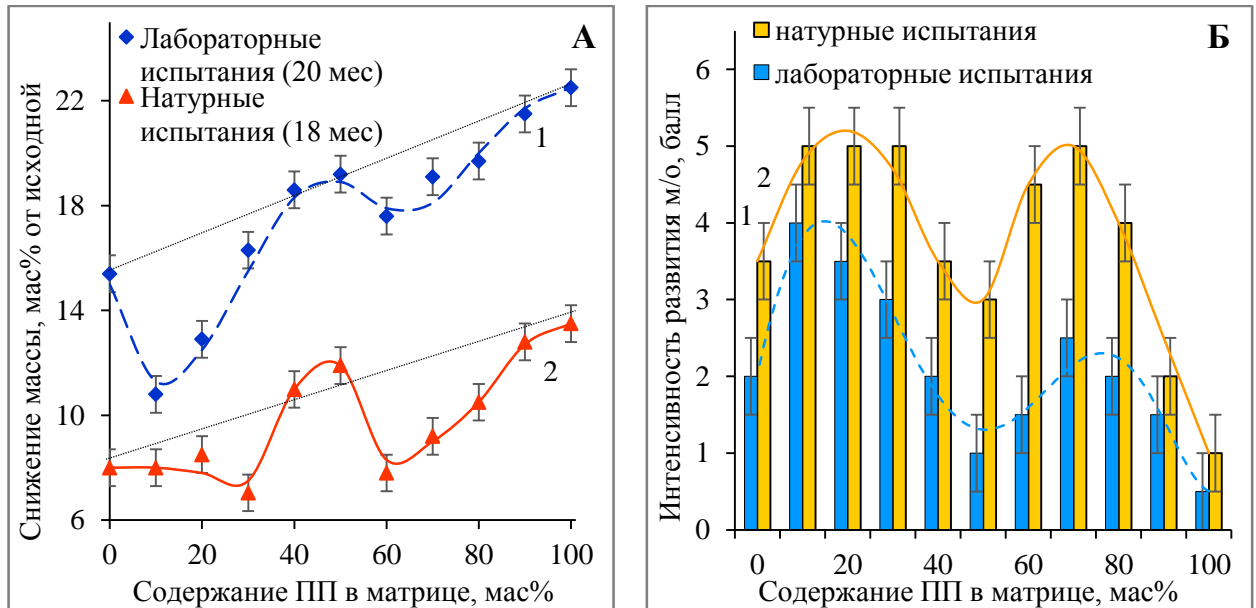 А
Лабораторные
испытания (20 мес)
Натурные
испытания (18 мес)
Снижение массы, мас% от исходной
22
18
14
10
6
1
2
0 20 40 60 80 100
Содержание ПП в матрице, мас%
Б
натурные испытания
лабораторные испытания
Интенсивность развития м/о, балл
6
5
4
3
2
1
0
2
1
0 20 40 60 80 100
Содержание ПП в матрице, мас%